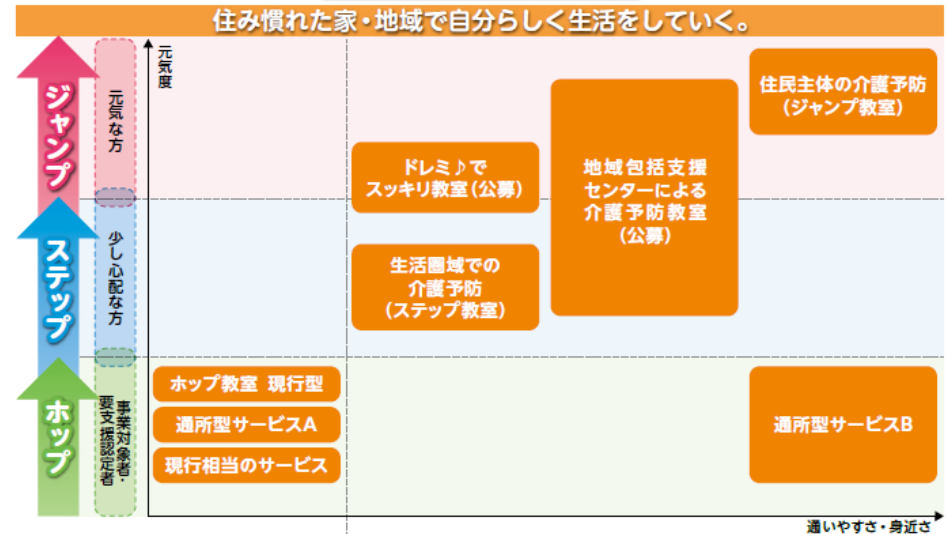 住み慣れた家・地域で自分らしく生活をしていく。
ジャンプ
元気な方
元気度
住民主体の介護予防
(ジャンプ教室)
ドレミ♪で
スッキリ教室(公募)
地域包括支援
センターによる
介護予防教室
(公募)
ステップ
少し心配な方
生活圏域での
介護予防
(ステップ教室)
ホップ
事業対象者・
要支援認定者
ホップ教室 現行型
通所型サービスA
現行相当のサービス
通所型サービスB
通いやすさ・身近さ